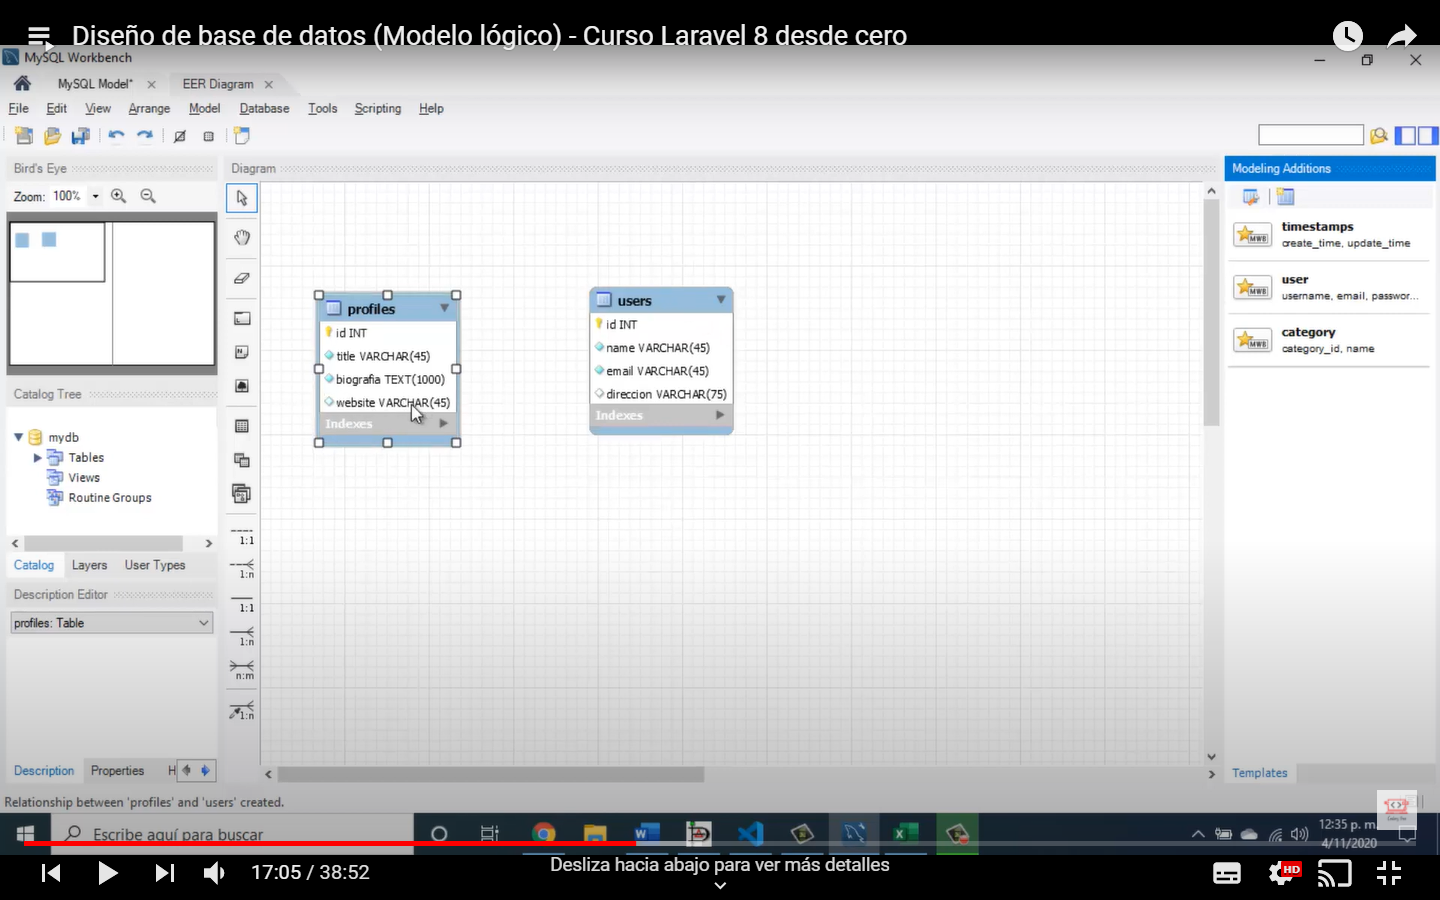 Diseño de base de datos (Modelo lógico) - Curso Laravel 8 desde cero
MySQL Workbench
MySQL Model*
EER Diagram
File Edit View Arrange Model Database Tools Scripting Help
Bird's Eye
Zoom: 100%
Diagram
Modeling Additions
timestamps
create_time, update_time
user
username, email, passwor...
category
category_id, name
profiles
id INT
title VARCHAR(45)
biografia TEXT(1000)
website VARCHAR(45)
Indexes
users
id INT
name VARCHAR(45)
email VARCHAR(45)
direccion VARCHAR(75)
Indexes
Catalog Tree
mydb
Tables
Views
Routine Groups
Catalog Layers User Types
Description Editor
profiles: Table
1:1
1:n
1:1
1:n
n:m
1:n
Description Properties H
Templates
Relationship between 'profiles' and 'users' created.
Escribe aquí para buscar
12:35 p. m.
4/11/2020
17:05 / 38:52
Desliza hacia abajo para ver más detalles
HD